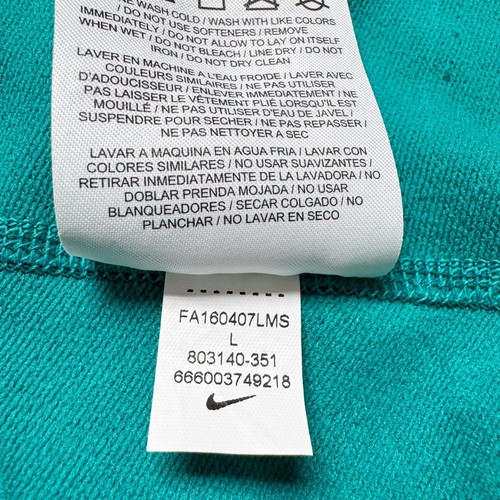 WASH COLD / WASH WITH LIKE COLORS
IMMEDIATELY / DO NOT USE SOFTENERS / REMOVE
WHEN WET / DO NOT ALLOW TO LAY ON ITSELF
DO NOT BLEACH / LINE DRY / DO NOT
IRON / DO NOT DRY CLEAN
LAVER EN MACHINE A L'EAU FROIDE / LAVER AVEC
COULEURS SIMILAIRES / NE PAS UTILISER
D'ADOUCISSEUR / ENLEVER IMMEDIATEMENT /
NE PAS LAISSER LE VÊTEMENT PLIÉ LORSQU'IL EST
MOUILLÉ / NE PAS UTILISER D'EAU DE JAVEL /
SUSPENDRE POUR SECHER / NE PAS REPASSER /
NE PAS NETTOYER A SEC
LAVAR A MAQUINA EN AGUA FRIA / LAVAR CON
COLORES SIMILARES / NO USAR SUAVIZANTES /
RETIRAR INMEDIATAMENTE DE LA LAVADORA / NO
DOBLAR PRENDA MOJADA / NO USAR
BLANQUEADORES / SECAR COLGADO / NO
PLANCHAR / NO LAVAR EN SECO
FA160407LMS
L
803140-351
666003749218